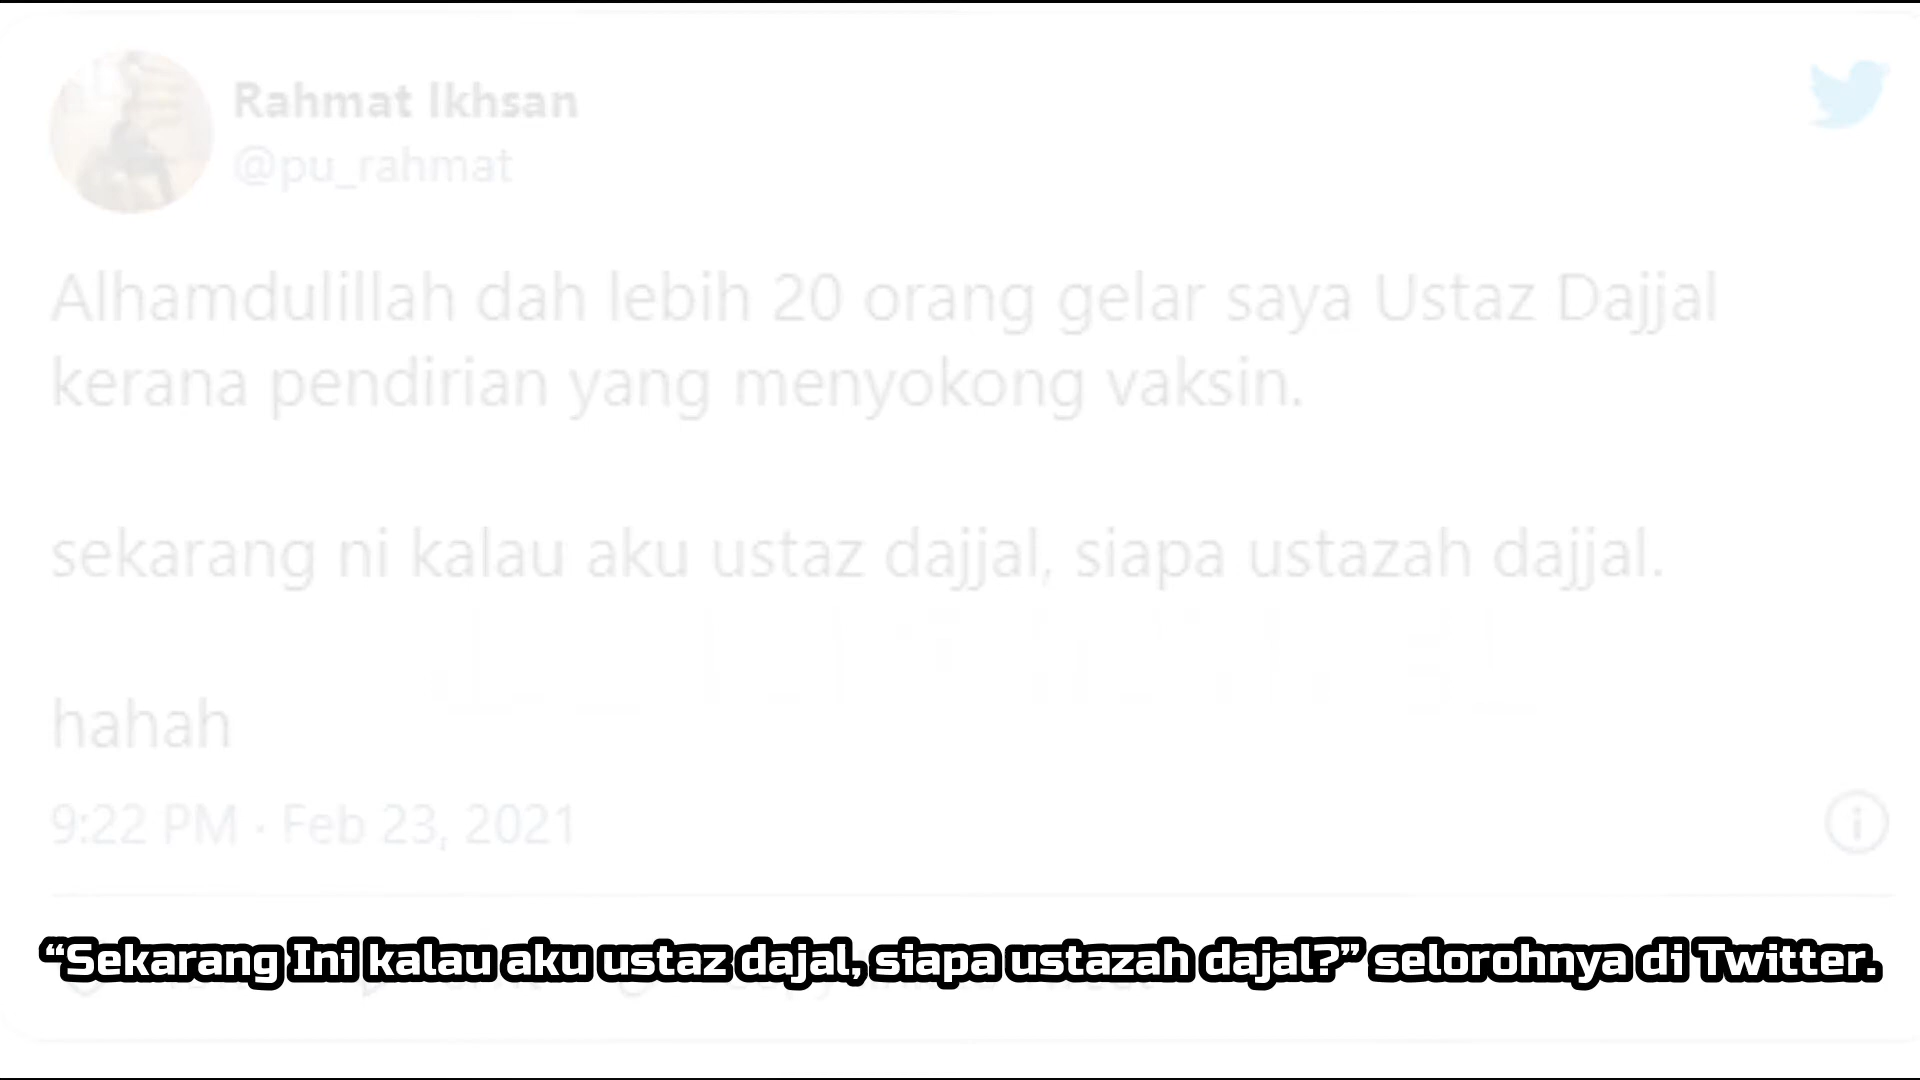 Rahmat Ikhsan
@pu_rahmat
Alhamdulillah dah lebih 20 orang gelar saya Ustaz Dajjal
kerana pendirian yang menyokong vaksin.
sekarang ni kalau aku ustaz dajjal, siapa ustazah dajjal.
hahah
9:22 PM · Feb 23, 2021
“Sekarang Ini kalau aku ustaz dajal, siapa ustazah dajal?” selorohnya di Twitter.